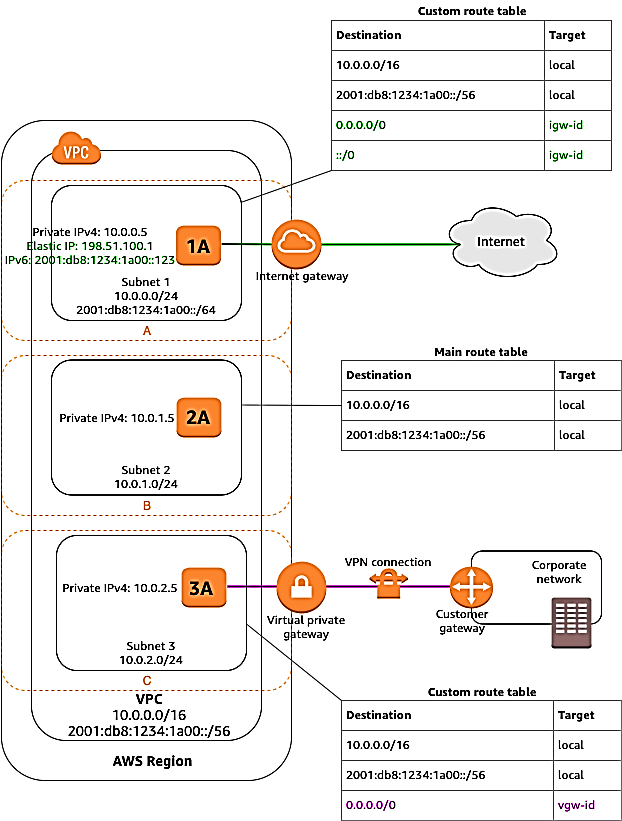 Custom route table
Destination Target
10.0.0.0/16 local
2001:db8:1234:1a00::/56 local
0.0.0.0/0 igw-id
::/0 igw-id
VPC
Private IPv4: 10.0.0.5
Elastic IP: 198.51.100.1
IPv6: 2001:db8:1234:1a00::123
1A
Subnet 1
10.0.0.0/24
2001:db8:1234:1a00::/64
A
Internet gateway
Internet
Main route table
Destination Target
10.0.0.0/16 local
2001:db8:1234:1a00::/56 local
Private IPv4: 10.0.1.5
2A
Subnet 2
10.0.1.0/24
B
Private IPv4: 10.0.2.5
3A
Subnet 3
10.0.2.0/24
C
Virtual private
gateway
VPN connection
Customer
gateway
Corporate
network
VPC
10.0.0.0/16
2001:db8:1234:1a00::/56
AWS Region
Custom route table
Destination Target
10.0.0.0/16 local
2001:db8:1234:1a00::/56 local
0.0.0.0/0 vgw-id